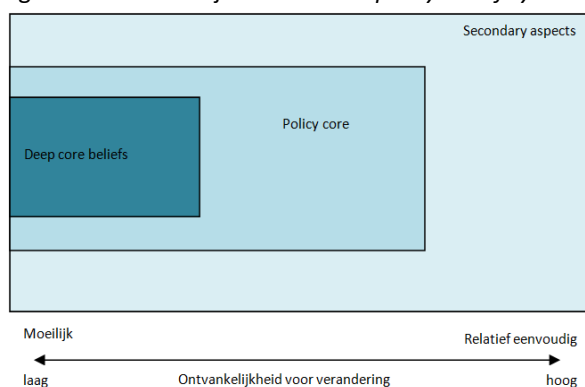 Secondary aspects
Policy core
Deep core beliefs
Moeilijk
Relatief eenvoudig
laag
Ontvankelijkheid voor verandering
hoog